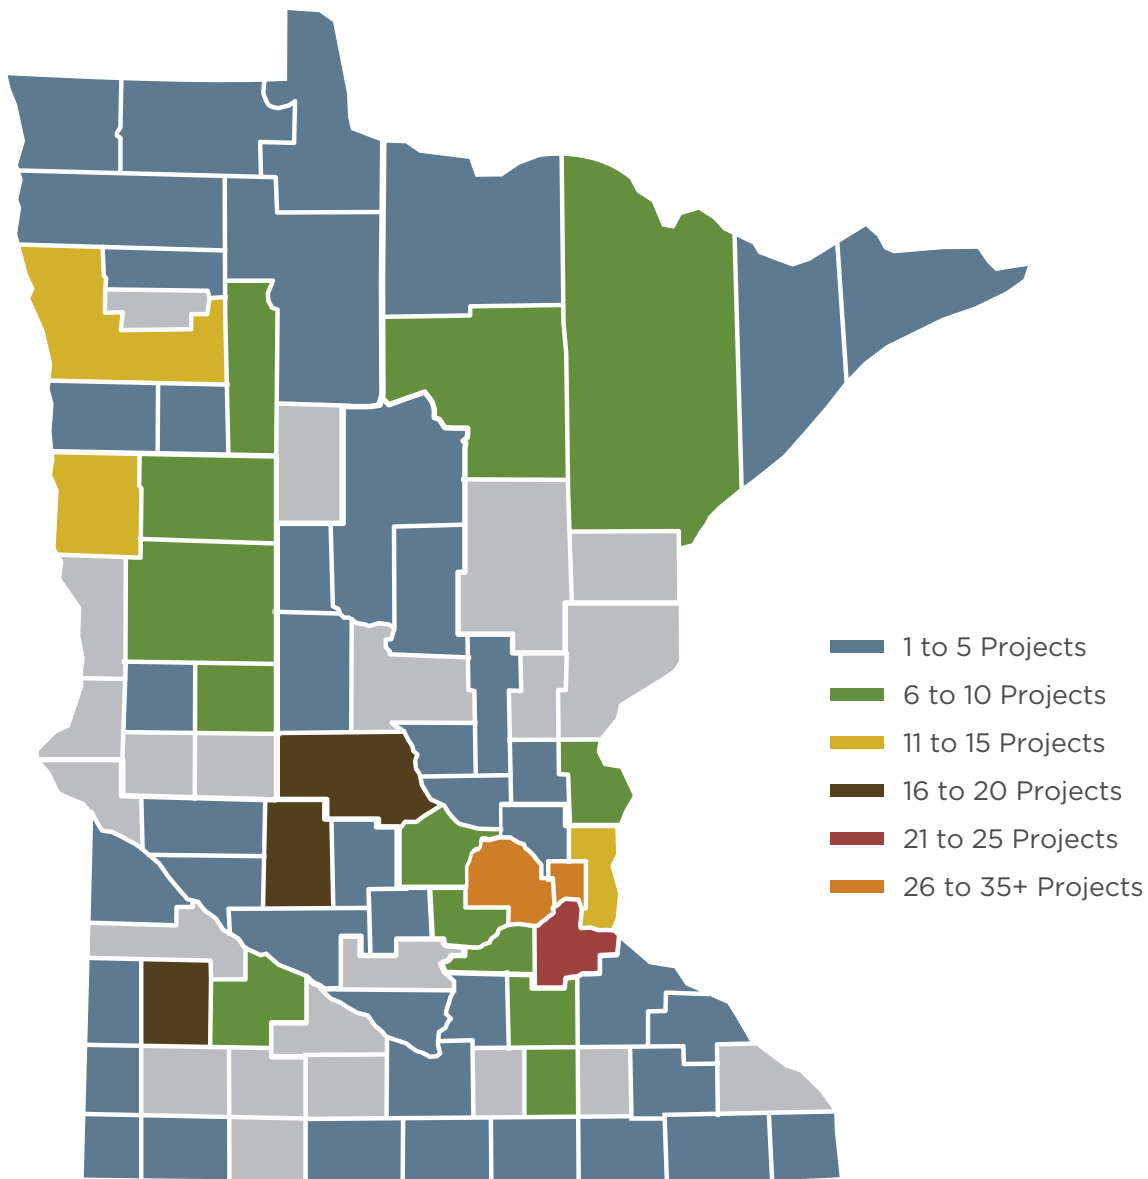 1 to 5 Projects
6 to 10 Projects
11 to 15 Projects
16 to 20 Projects
21 to 25 Projects
26 to 35+ Projects